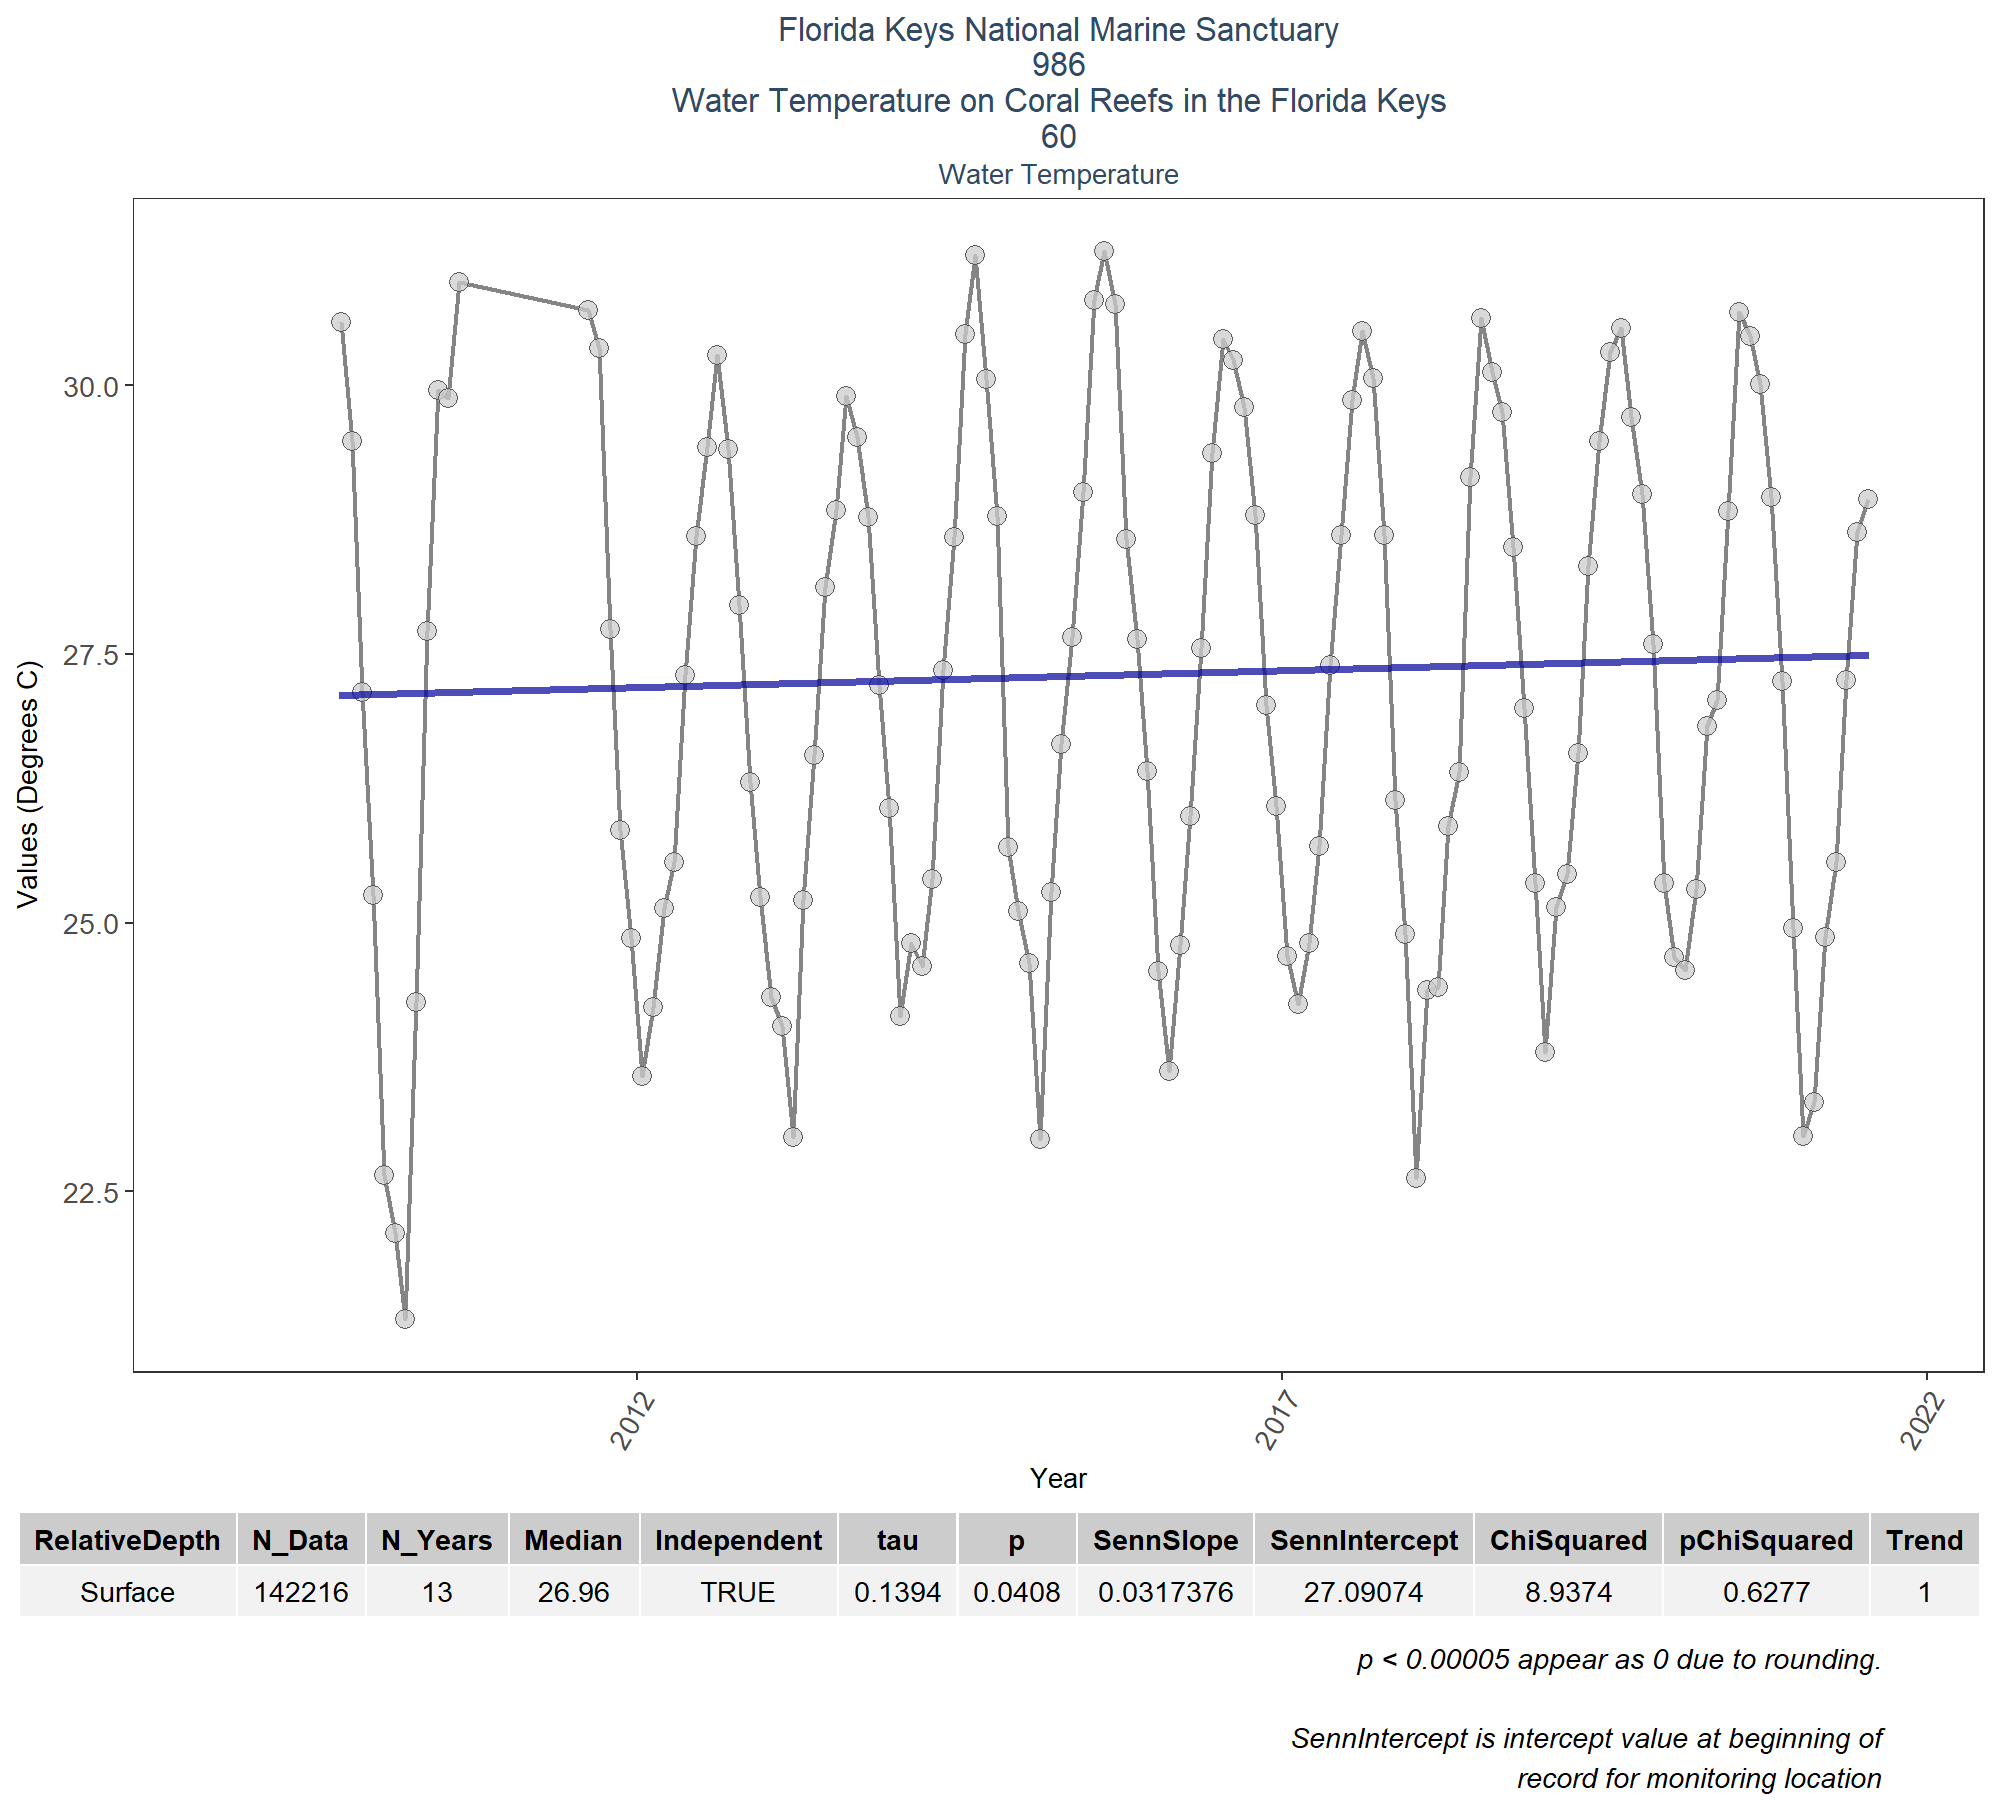 Florida Keys National Marine Sanctuary
986
Water Temperature on Coral Reefs in the Florida Keys
60
Water Temperature
Values (Degrees C)
30.0
27.5
25.0
22.5
2012 2017 2022
Year
RelativeDepth N_Data N_Years Median Independent tau p SennSlope SennIntercept ChiSquared pChiSquared Trend
Surface 142216 13 26.96 TRUE 0.1394 0.0408 0.0317376 27.09074 8.9374 0.6277 1
p < 0.00005 appear as 0 due to rounding.
SennIntercept is intercept value at beginning of
record for monitoring location